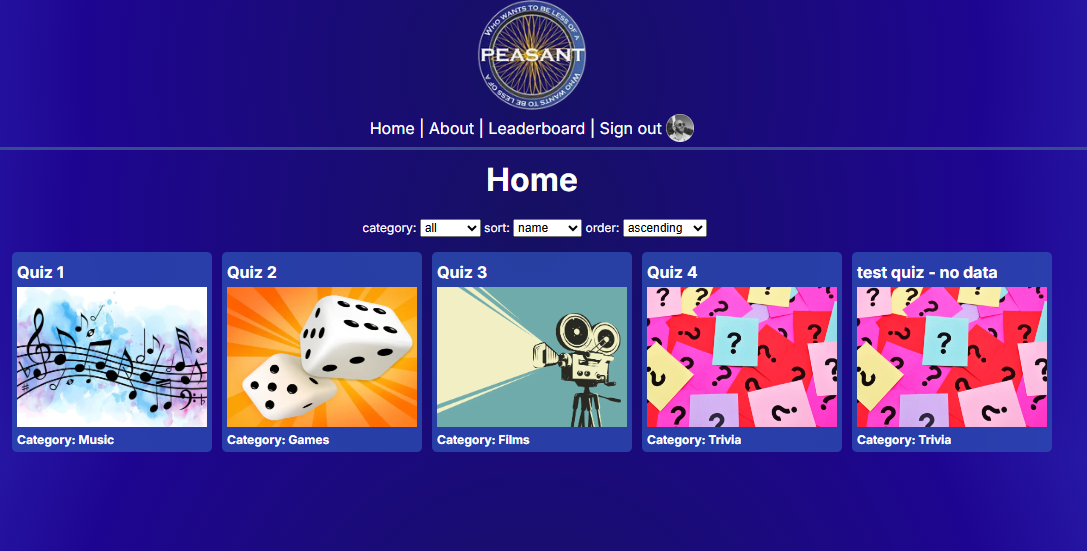 WHO WANTS TO BE LESS OF A
PEASANT
WHO WANTS TO BE LESS OF A
Home | About | Leaderboard | Sign out
Home
category: all sort: name order: ascending
Quiz 1 Quiz 2 Quiz 3 Quiz 4 test quiz - no data
Category: Music Category: Games Category: Films Category: Trivia Category: Trivia